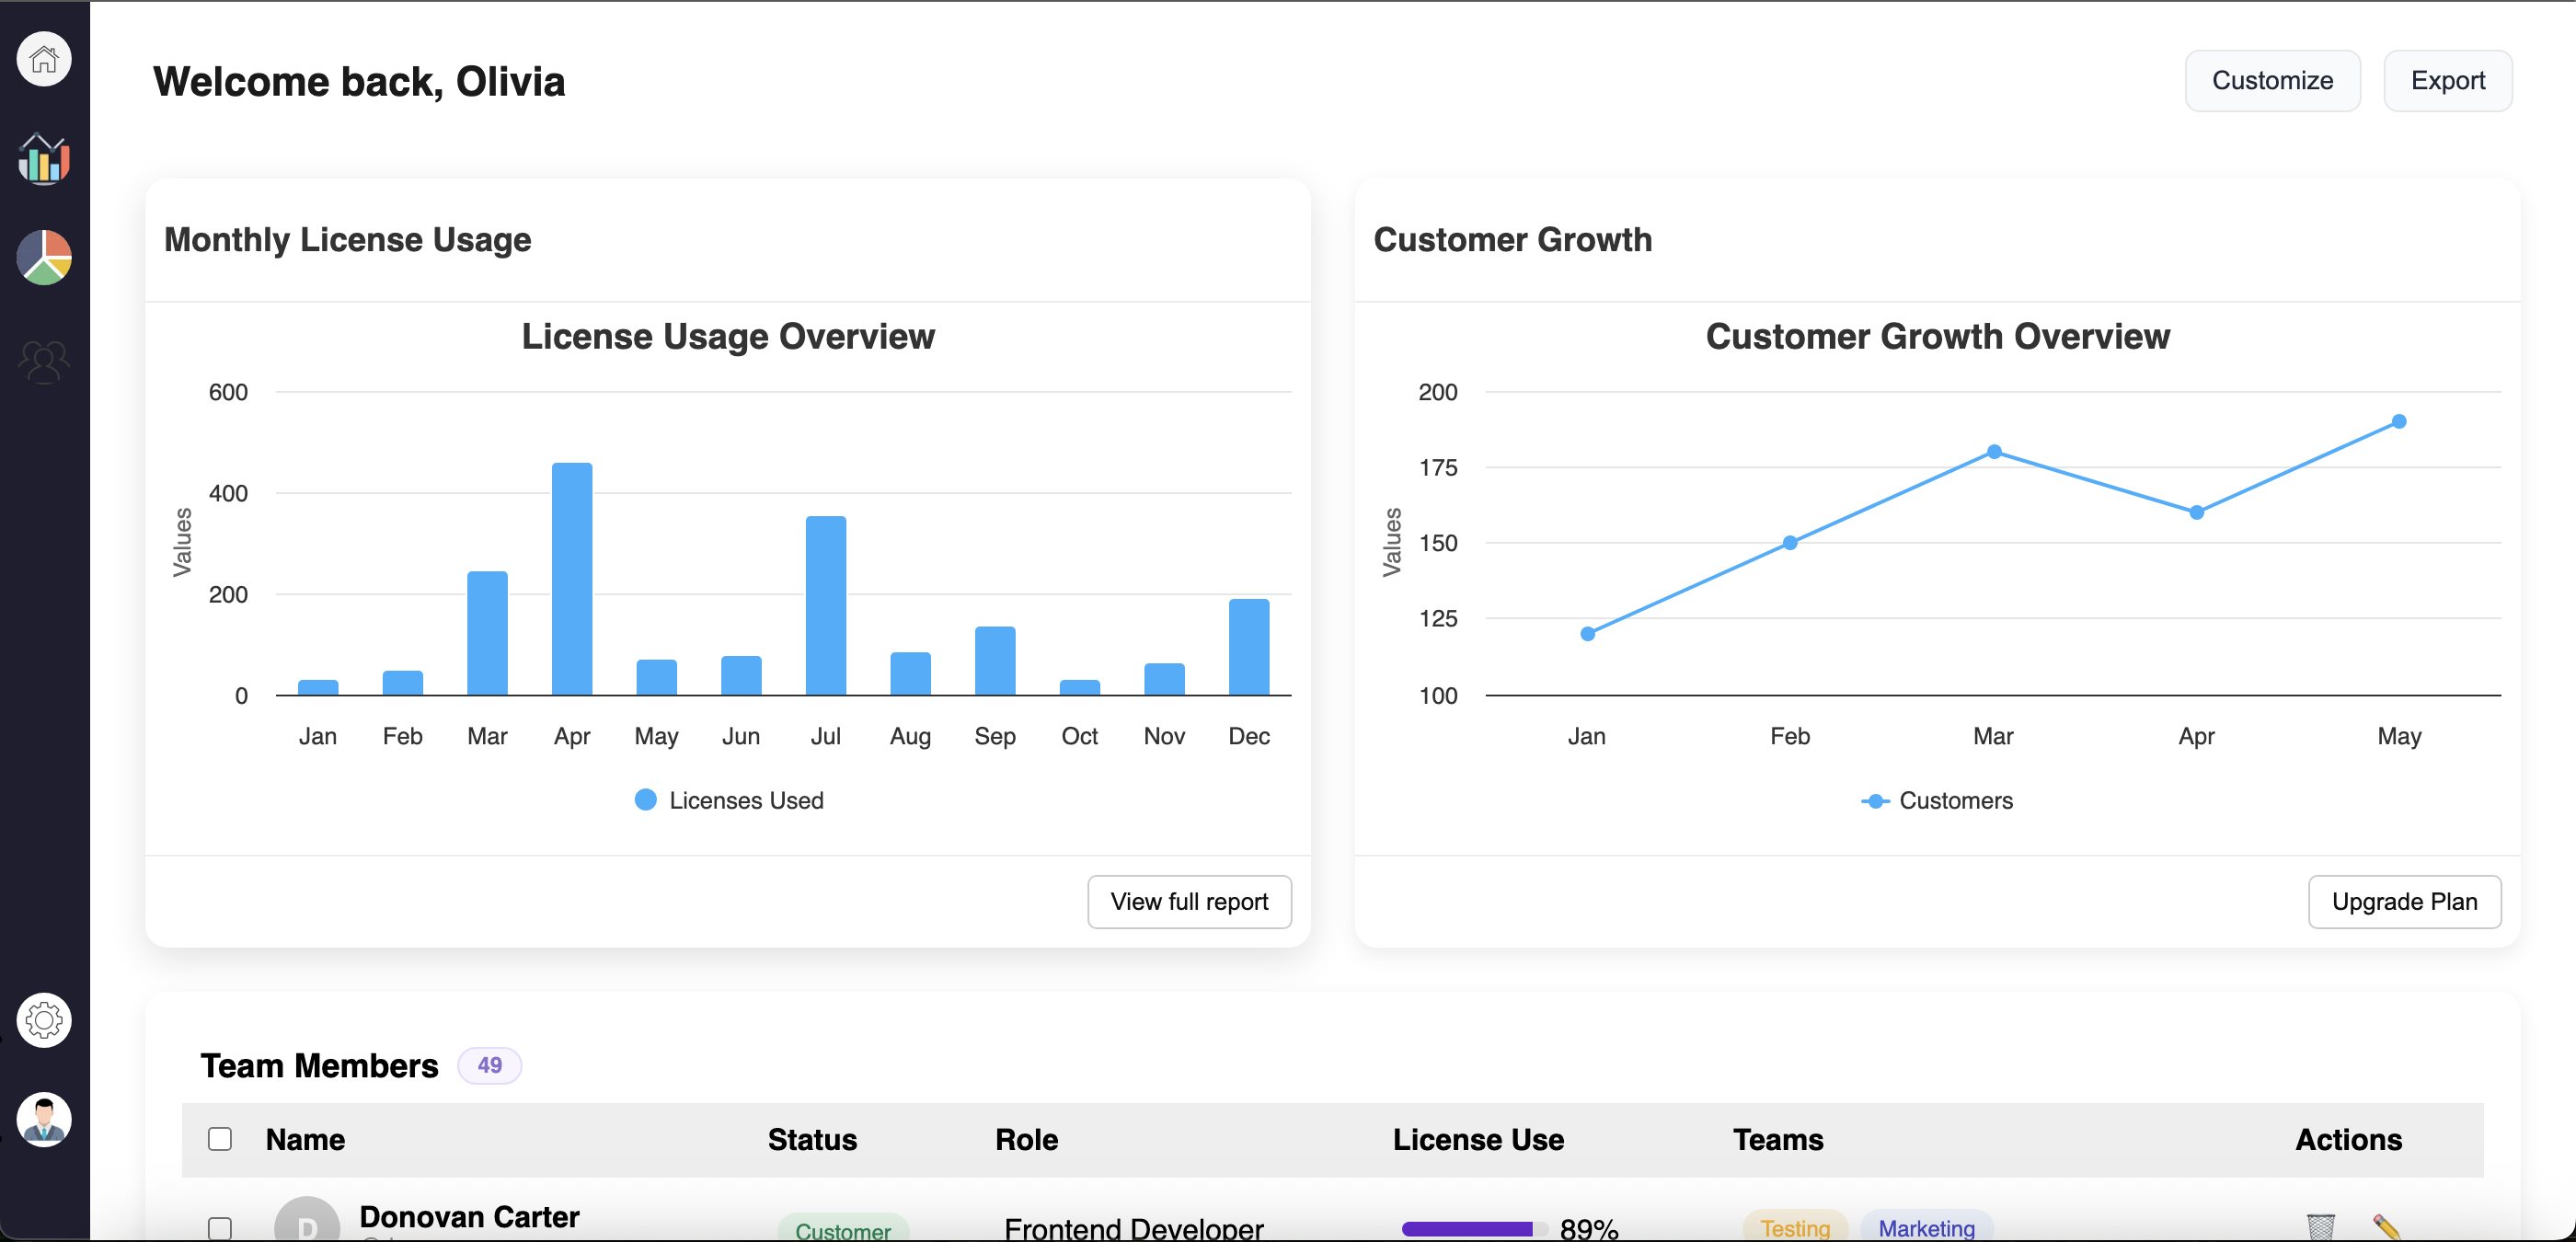 Welcome back, Olivia
Customize
Export
Monthly License Usage
License Usage Overview
600
400
200
0
Values
Jan Feb Mar Apr May Jun Jul Aug Sep Oct Nov Dec
Licenses Used
View full report
Customer Growth
Customer Growth Overview
200
175
150
125
100
Values
Jan Feb Mar Apr May
Customers
Upgrade Plan
Team Members 49
Name Status Role License Use Teams Actions
D Donovan Carter Customer Frontend Developer 89% Testing Marketing